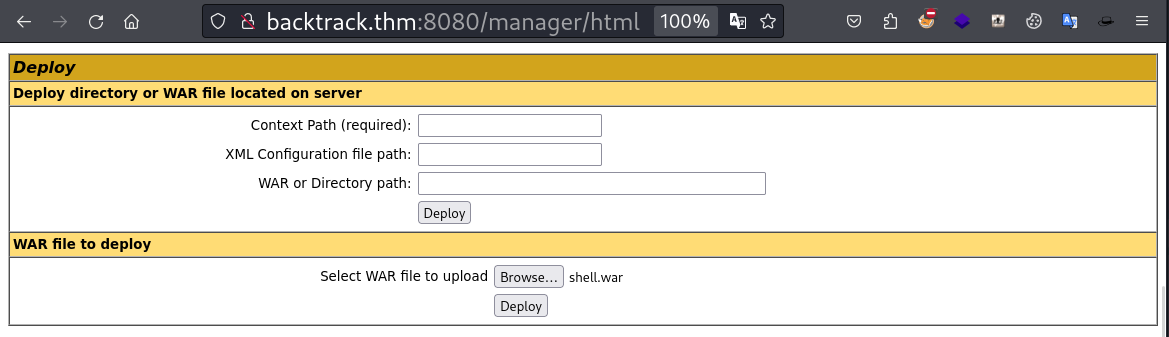 backtrack.thm:8080/manager/html 100%
Deploy
Deploy directory or WAR file located on server
Context Path (required):
XML Configuration file path:
WAR or Directory path:
Deploy
WAR file to deploy
Select WAR file to upload Browse... shell.war
Deploy